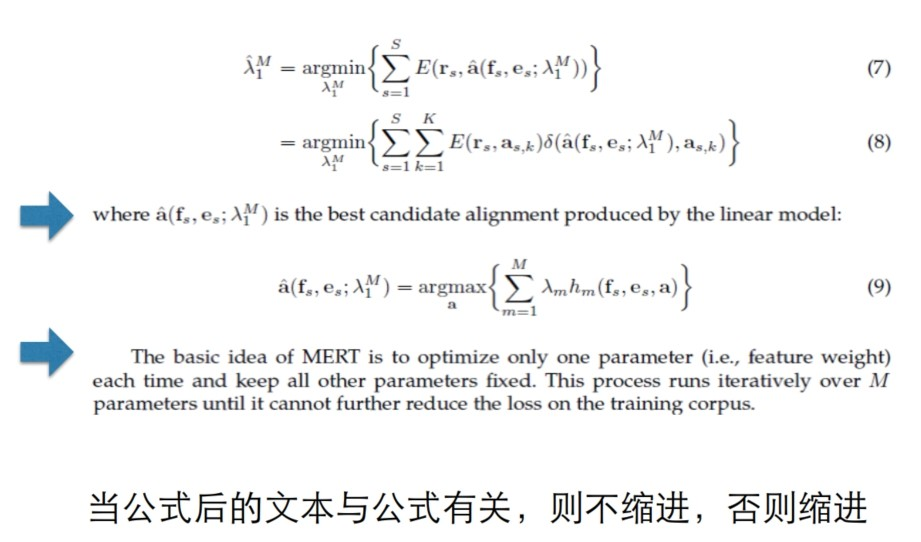 λ̂₁ᴹ = argmin_{λ₁ᴹ} { ∑_{s=1}^{S} E(r_s, â(f_s, e_s; λ₁ᴹ)) } (7)
= argmin_{λ₁ᴹ} { ∑_{s=1}^{S} ∑_{k=1}^{K} E(r_s, a_{s,k})δ(â(f_s, e_s; λ₁ᴹ), a_{s,k}) } (8)
where â(f_s, e_s; λ₁ᴹ) is the best candidate alignment produced by the linear model:
â(f_s, e_s; λ₁ᴹ) = argmax_{a} { ∑_{m=1}^{M} λ_m h_m(f_s, e_s, a) } (9)
The basic idea of MERT is to optimize only one parameter (i.e., feature weight)
each time and keep all other parameters fixed. This process runs iteratively over M
parameters until it cannot further reduce the loss on the training corpus.
当公式后的文本与公式有关，则不缩进，否则缩进